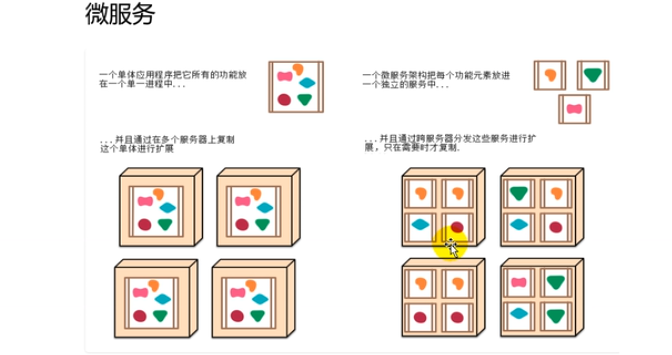 微服务
一个单体应用程序把它所有的功能放
在一个单一进程中...
一个微服务架构把每个功能元素放进
一个独立的服务中...
...并且通过在多个服务器上复制
这个单体进行扩展
...并且通过跨服务器分发这些服务进行扩
展，只在需要时才复制.